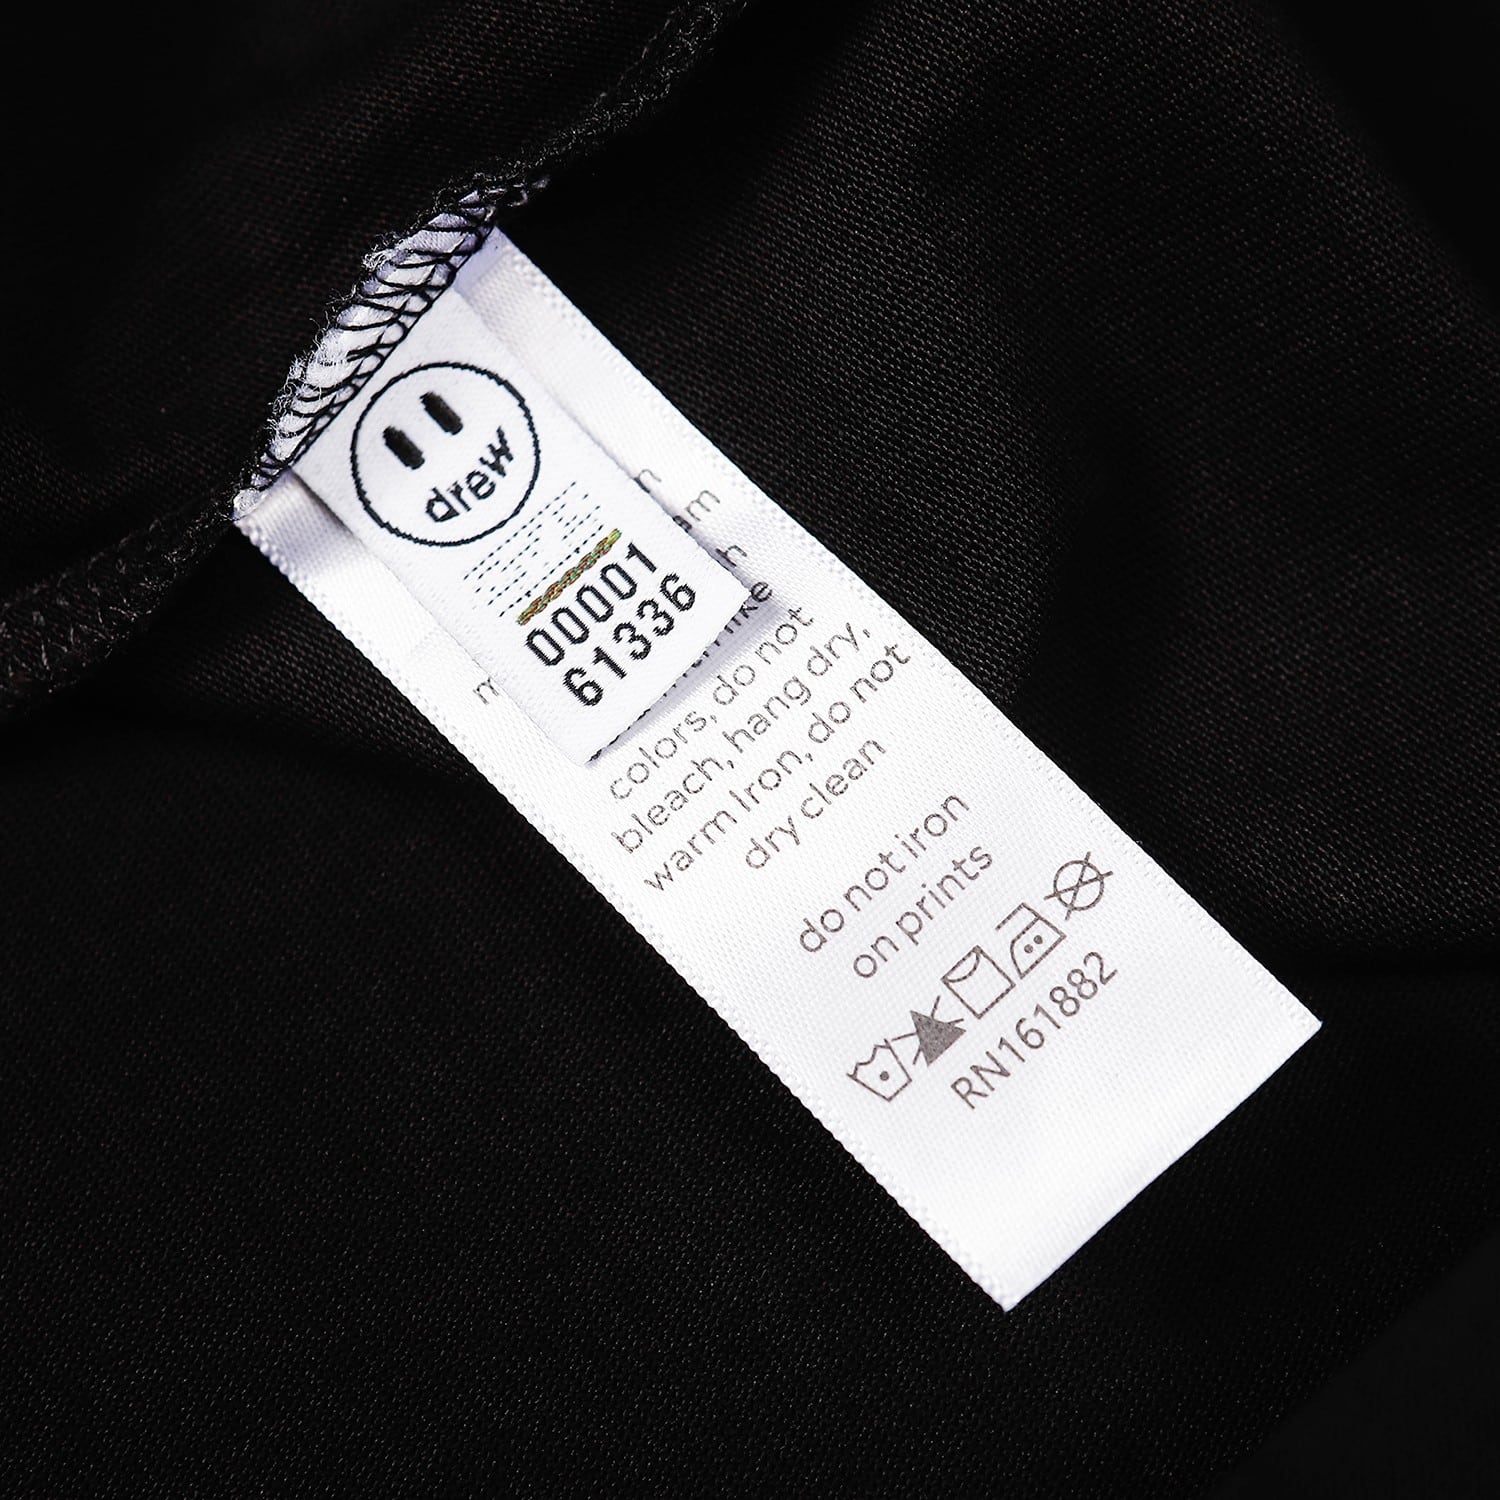 drew
00001
61336
colors, do not
bleach, hang dry,
warm Iron, do not
dry clean
do not iron
on prints
RN161882